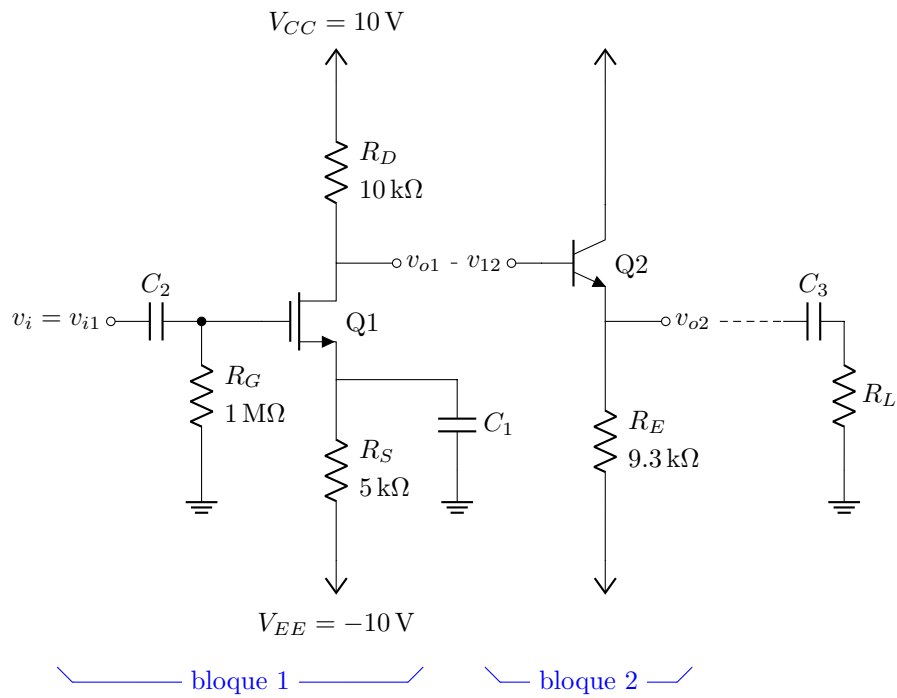 V_{CC} = 10 V
R_D
10 kΩ
v_{o1} - v_{12}
Q2
C_2
C_3
v_i = v_{i1}
Q1
v_{o2}
R_G
1 MΩ
R_L
C_1
R_E
9.3 kΩ
R_S
5 kΩ
V_{EE} = −10 V
bloque 1
bloque 2